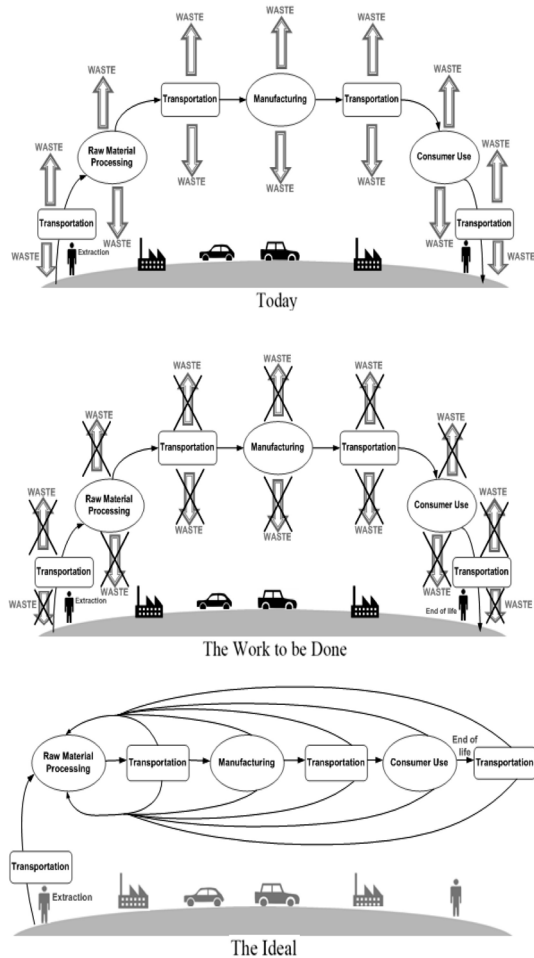 WASTE
WASTE
WASTE
WASTE
WASTE
Transportation
Manufacturing
Transportation
WASTE
WASTE
Raw Material
Processing
Consumer Use
WASTE
WASTE
WASTE
Transportation
Transportation
WASTE
WASTE
WASTE
Extraction
WASTE
Today
WASTE
WASTE
WASTE
WASTE
WASTE
Transportation
Manufacturing
Transportation
WASTE
WASTE
Raw Material
Processing
Consumer Use
WASTE
WASTE
WASTE
Transportation
Transportation
WASTE
WASTE
WASTE
Extraction
End of life
WASTE
The Work to be Done
End of
life
Raw Material
Processing
Transportation
Manufacturing
Transportation
Consumer Use
Transportation
Transportation
Extraction
The Ideal